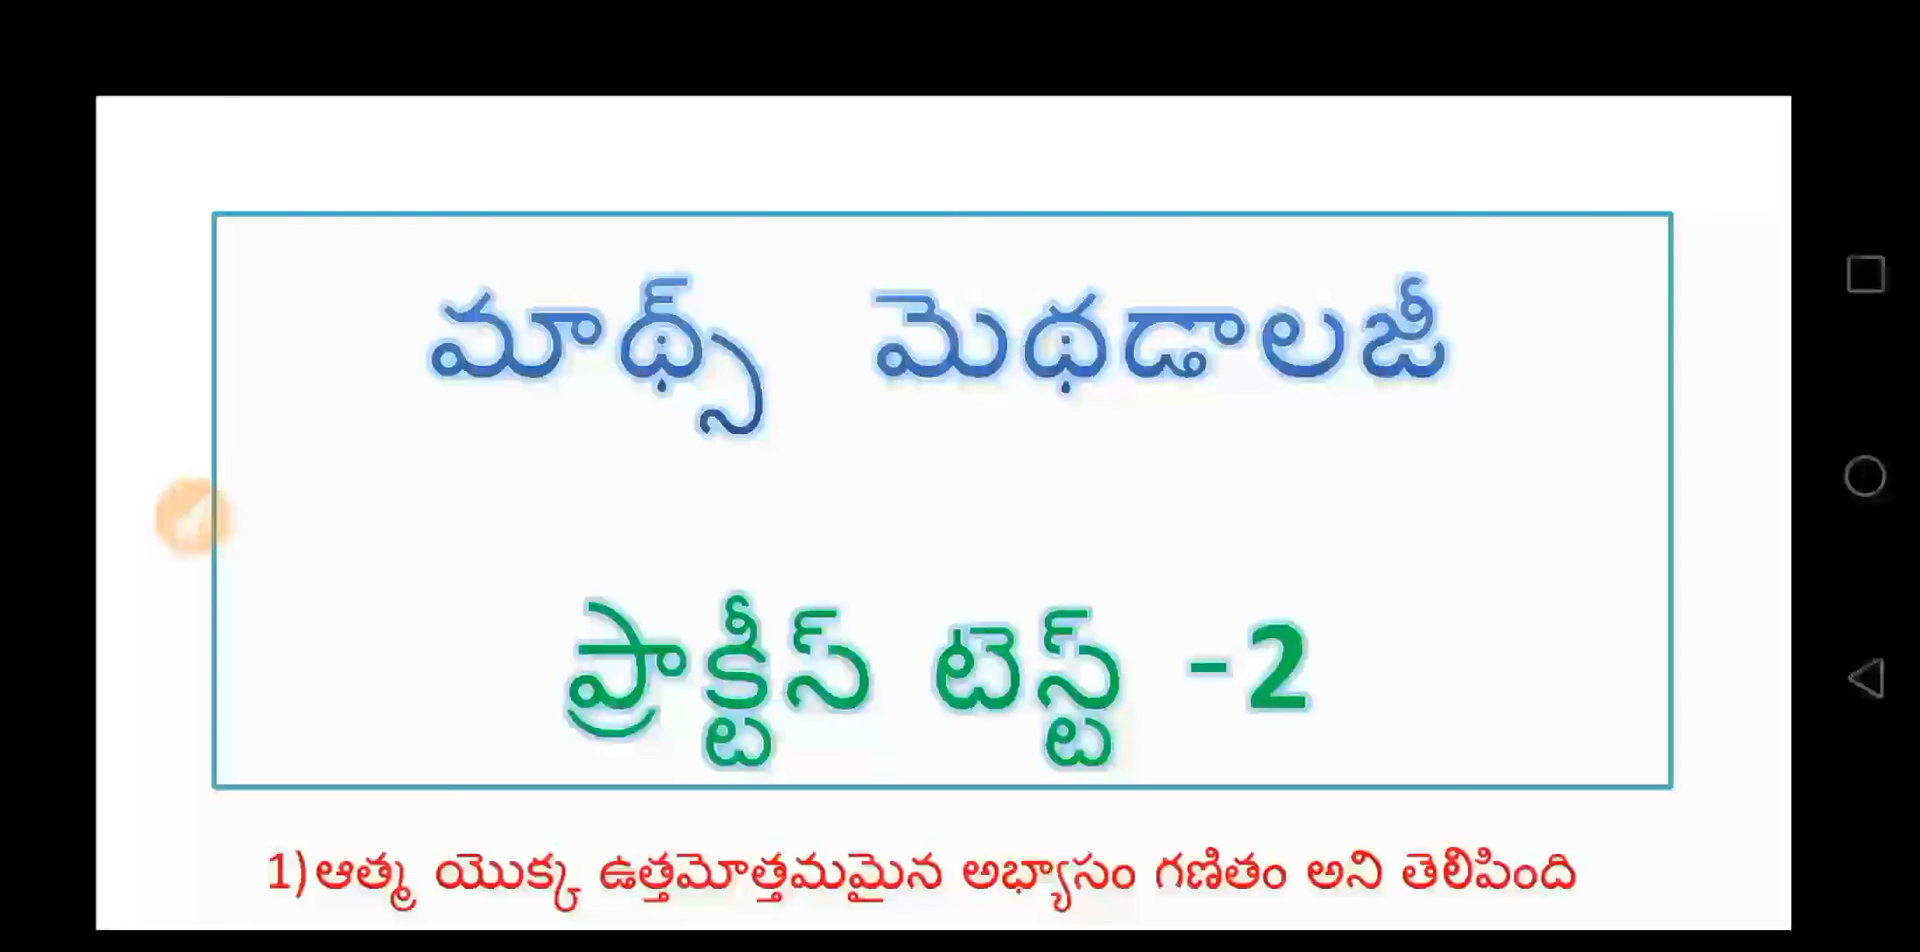 మాథ్స్ మెథడాలజీ
ప్రాక్టీస్ టెస్ట్ -2
1)ఆత్మ యొక్క ఉత్తమోత్తమమైన అభ్యాసం గణితం అని తెలిపింది